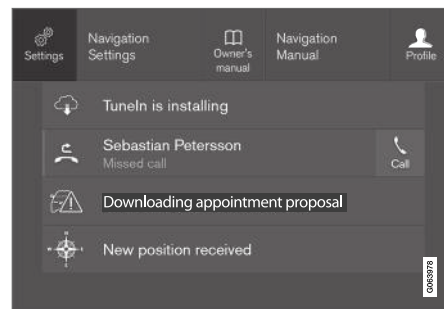 Settings
Navigation
Settings
Owner's
manual
Navigation
Manual
Profile
TuneIn is installing
Sebastian Petersson
Missed call
Call
Downloading appointment proposal
New position received
G063978